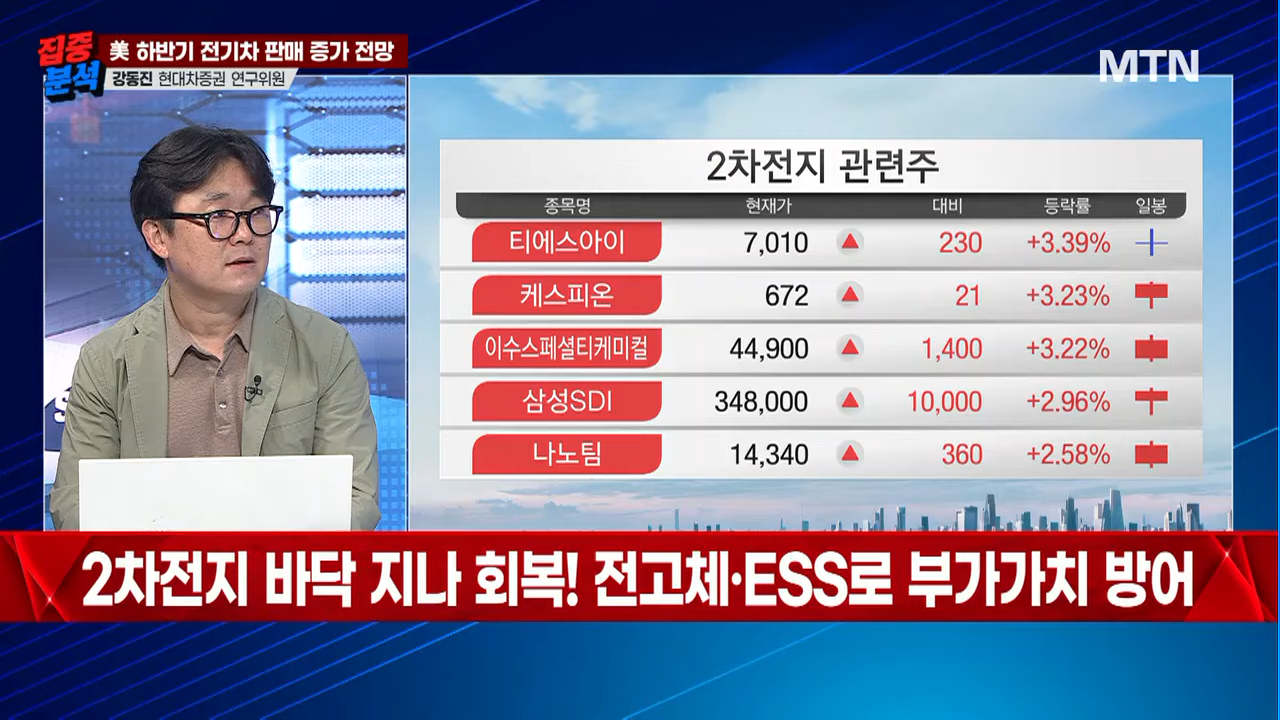 집중
분석
美 하반기 전기차 판매 증가 전망
강동진 현대차증권 연구위원
MTN
2차전지 관련주
종목명 현재가 대비 등락률 일봉
티에스아이 7,010 ▲ 230 +3.39%
케스피온 672 ▲ 21 +3.23%
이수스페셜티케미컬 44,900 ▲ 1,400 +3.22%
삼성SDI 348,000 ▲ 10,000 +2.96%
나노팀 14,340 ▲ 360 +2.58%
2차전지 바닥 지나 회복! 전고체·ESS로 부가가치 방어